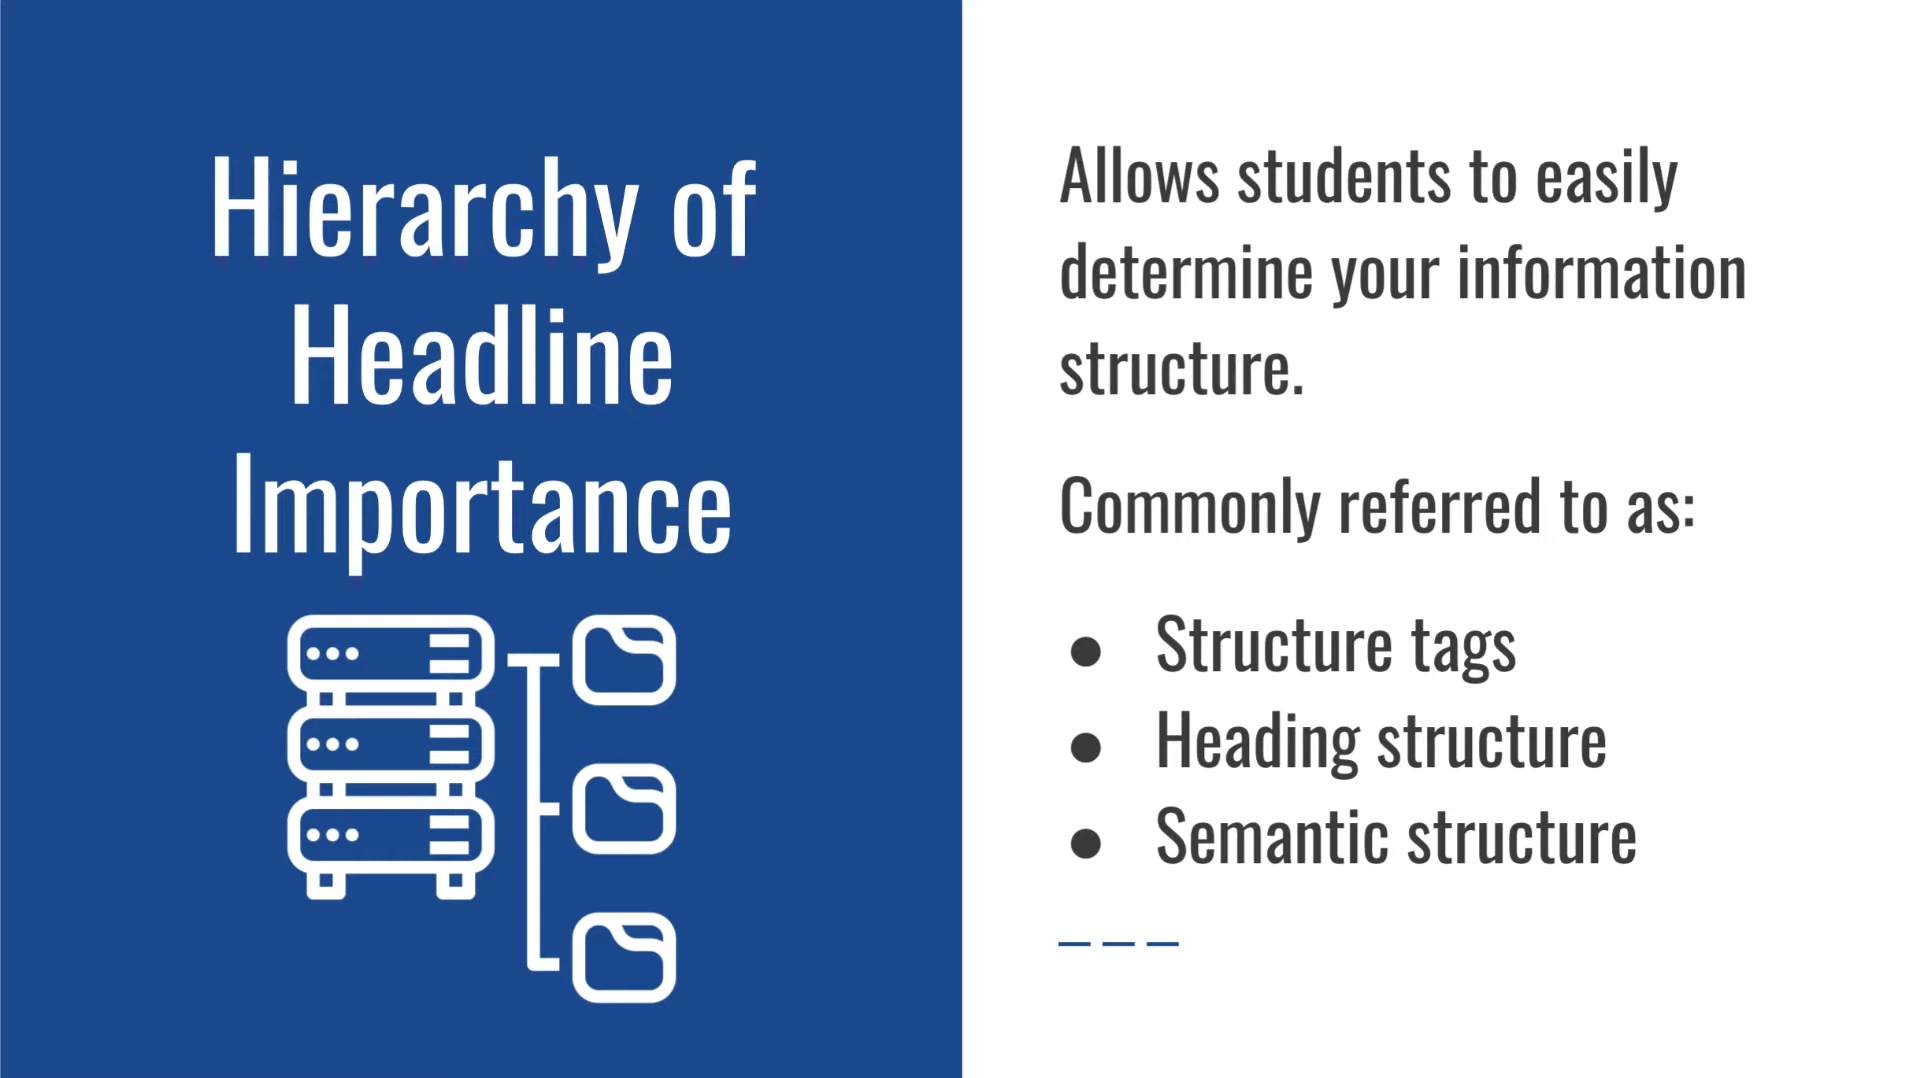 Hierarchy of
Headline
Importance
Allows students to easily
determine your information
structure.
Commonly referred to as:
● Structure tags
● Heading structure
● Semantic structure